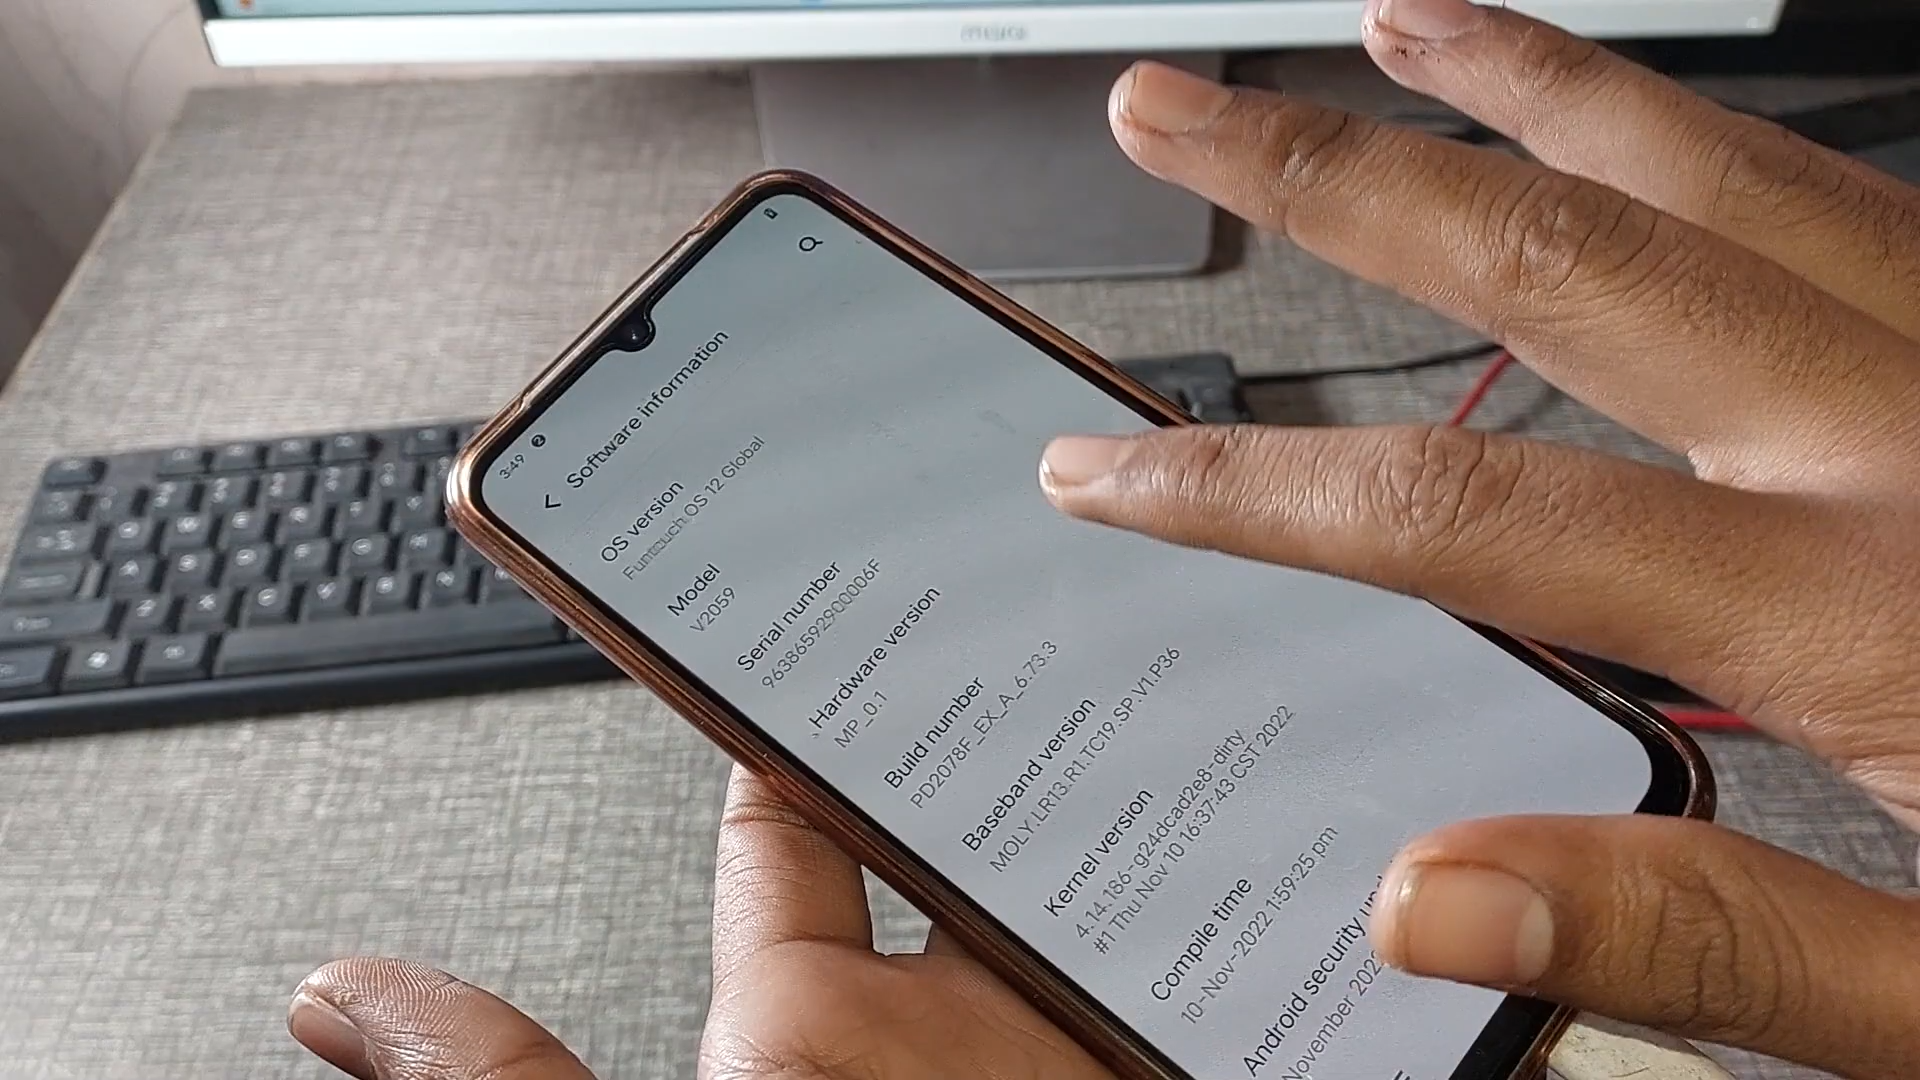 3:49
Software information
OS version
Funtouch OS 12 Global
Model
V2059
Serial number
96386592900006F
Hardware version
MP_0.1
Build number
PD2078F_EX_A_6.73.3
Baseband version
MOLY.LR13.R1.TC19.SP.V1.P36
Kernel version
4.14.186-g24dcad2e8-dirty
#1 Thu Nov 10 16:37:43 CST 2022
Compile time
10-Nov-2022 1:59:25 pm
Android security
November